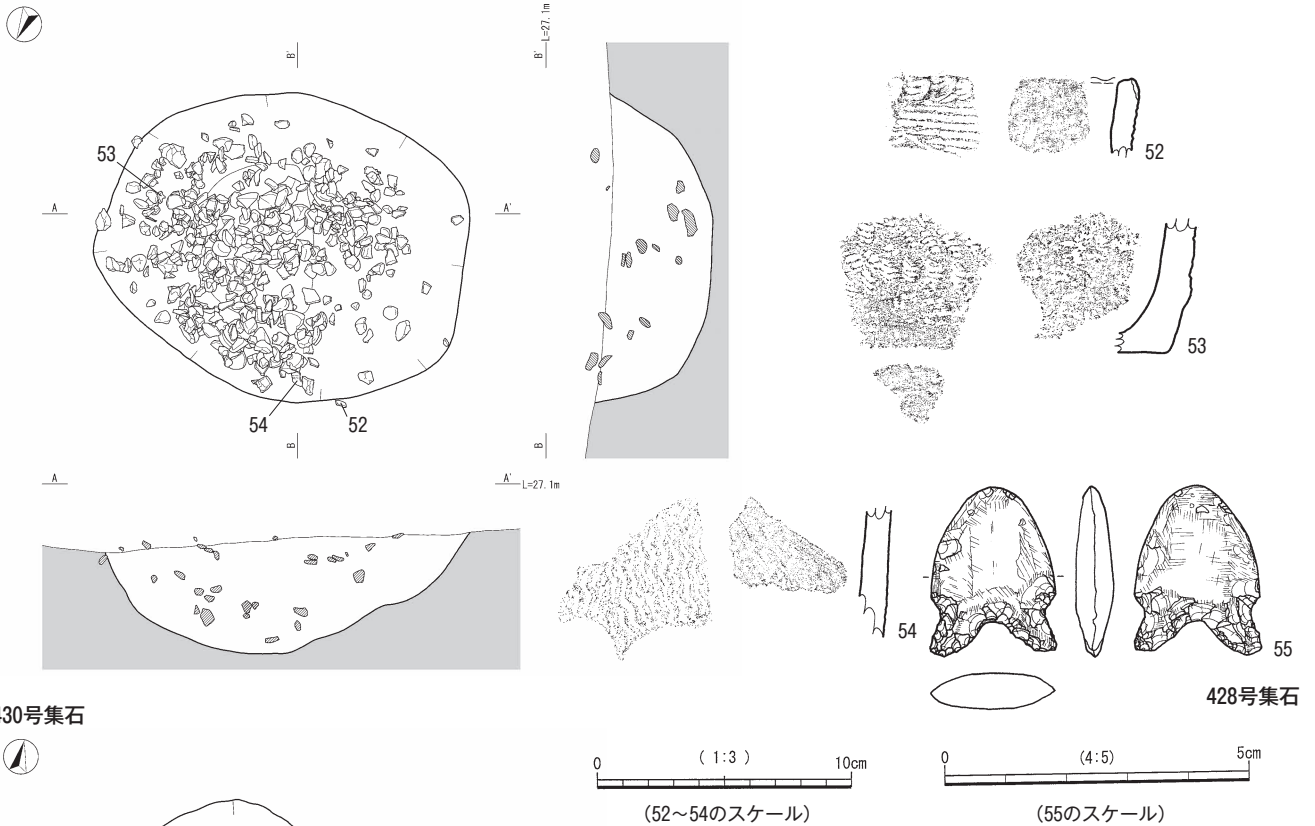 B'
B'
L=27.1m
53
A
A'
54
52
B
B
52
53
A
A'
L=27.1m
54
55
428号集石
30号集石
0
( 1:3 )
10cm
(52～54のスケール)
0
(4:5)
5cm
(55のスケール)